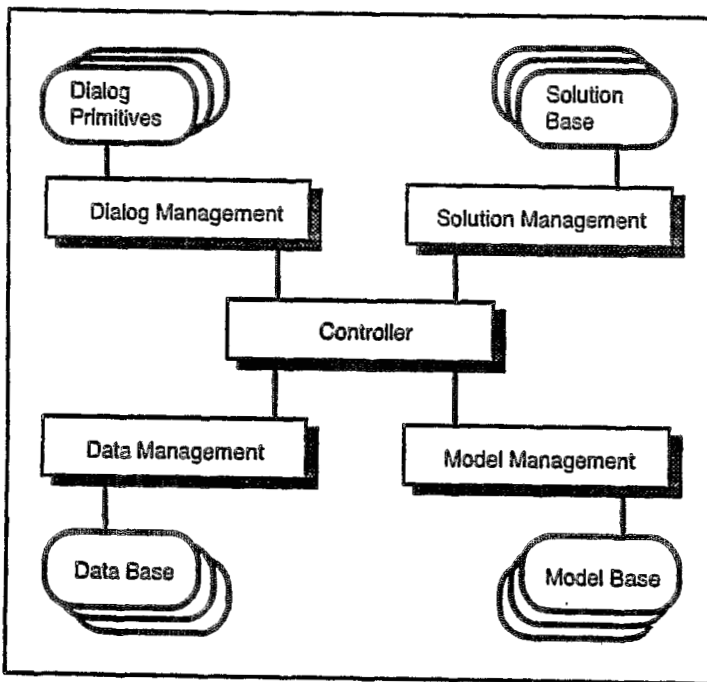 Dialog
Primitives
Solution
Base
Dialog Management
Solution Management
Controller
Data Management
Model Management
Data Base
Model Base